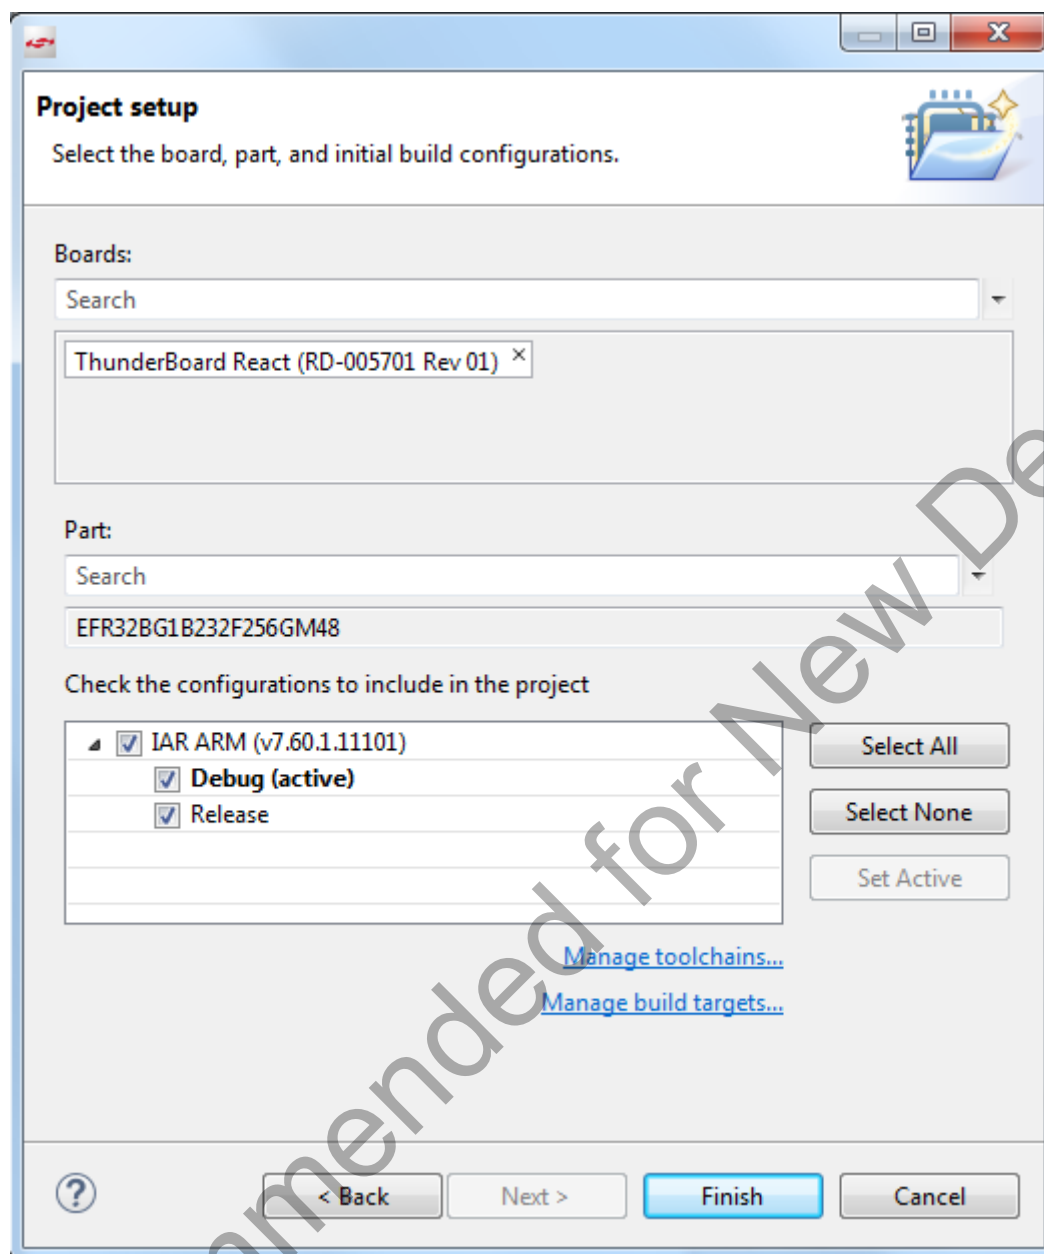 Project setup
Select the board, part, and initial build configurations.
Boards:
Search
ThunderBoard React (RD-005701 Rev 01) ×
Part:
Search
EFR32BG1B232F256GM48
Check the configurations to include in the project
IAR ARM (v7.60.1.11101)
Debug (active)
Release
Select All
Select None
Set Active
Manage toolchains...
Manage build targets...
? < Back Next > Finish Cancel
mmended for New De